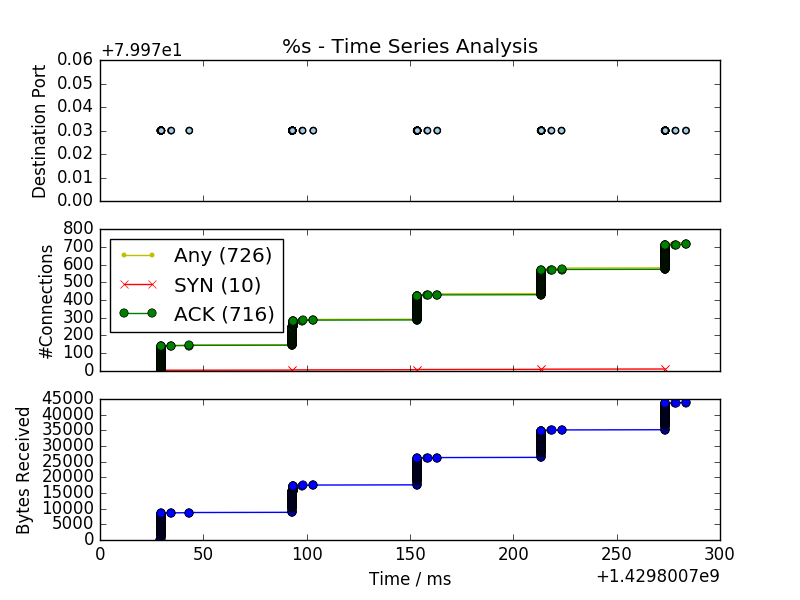 %s - Time Series Analysis
+7.997e1
0.06
0.05
0.04
0.03
0.02
0.01
0.00
Destination Port
800
700
600
500
400
300
200
100
0
#Connections
Any (726)
SYN (10)
ACK (716)
45000
40000
35000
30000
25000
20000
15000
10000
5000
0
Bytes Received
0 50 100 150 200 250 300
Time / ms
+1.4298007e9